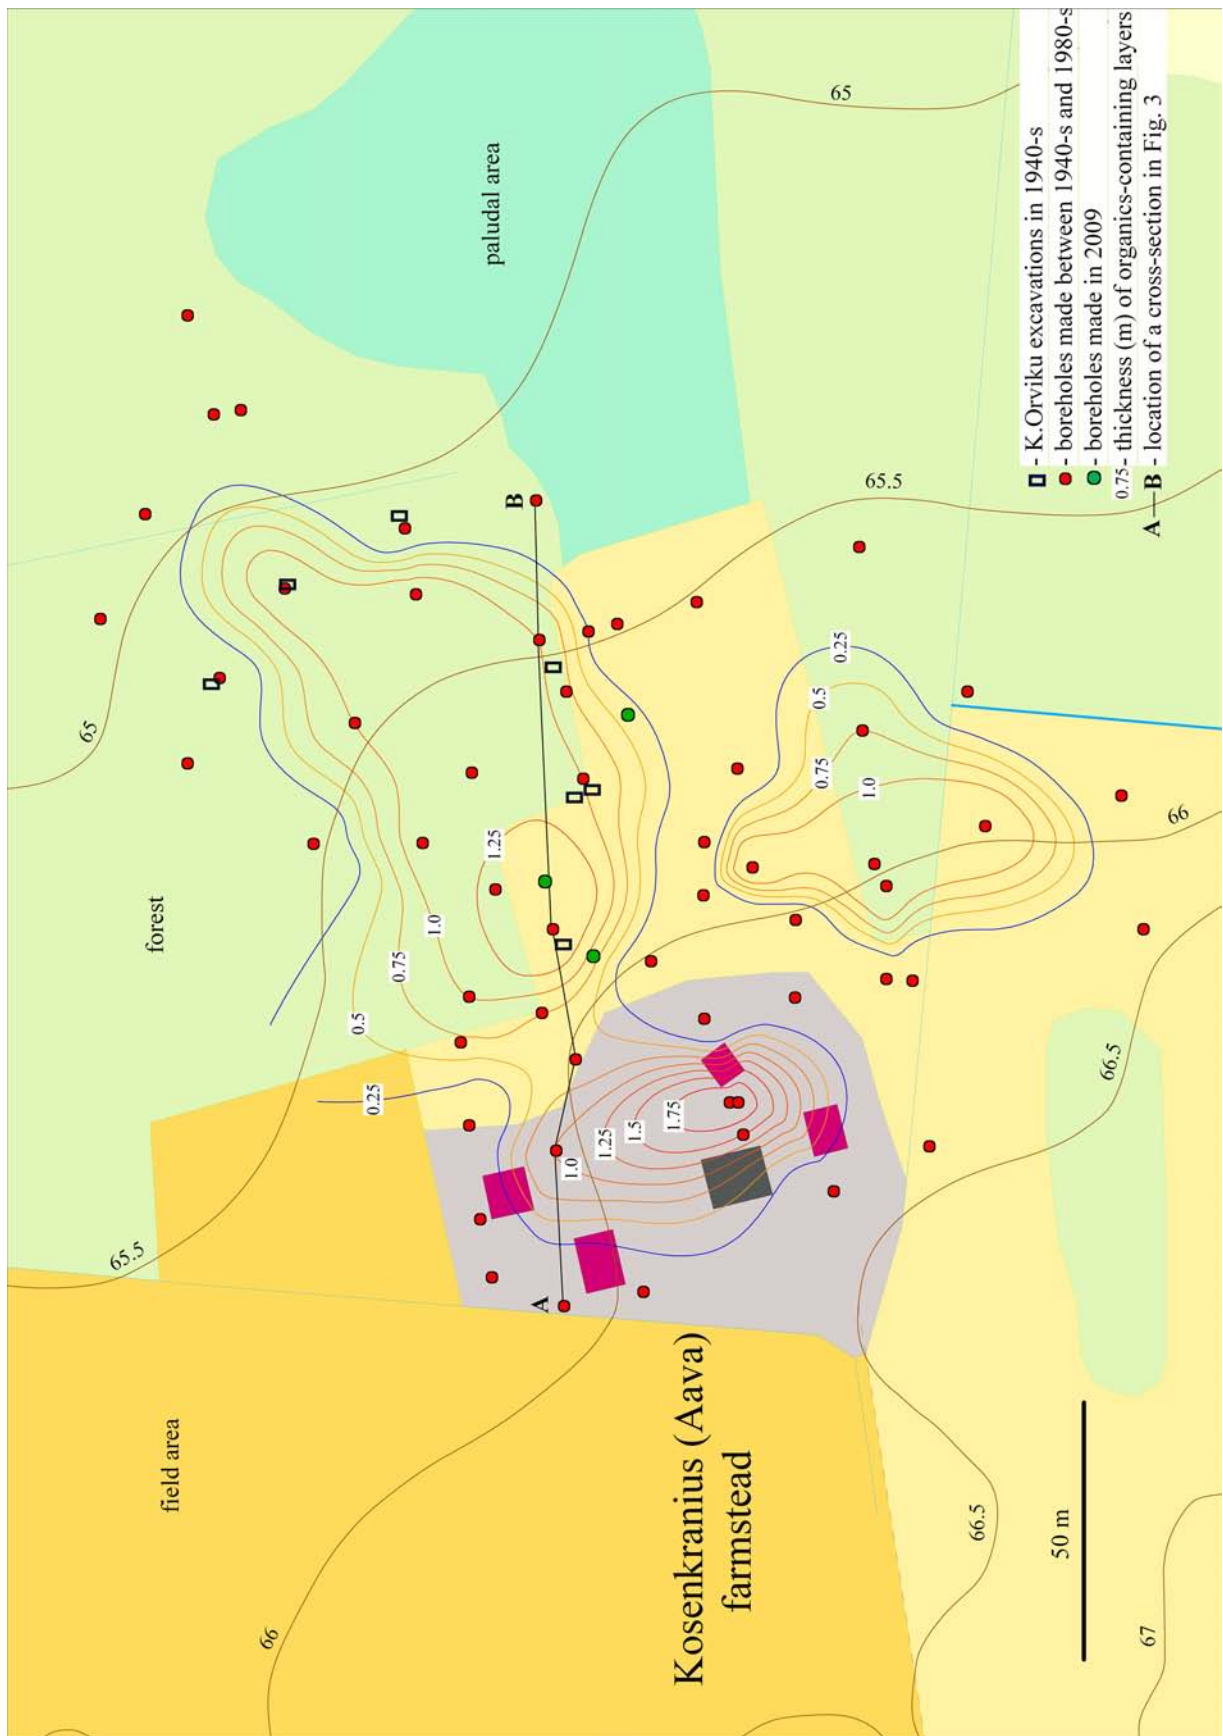 65
65
paludal area
forest
65.5
field area
65.5
66
0.25
0.5
0.75
1.0
1.25
0.25
0.5
0.75
1.0
1.0
1.25
1.5
1.75
A
B
66
66.5
66.5
67
Kosenkranius (Aava)
farmstead
50 m
- K.Orviku excavations in 1940-s
- boreholes made between 1940-s and 1980-s
- boreholes made in 2009
0.75- thickness (m) of organics-containing layers
A—B - location of a cross-section in Fig. 3